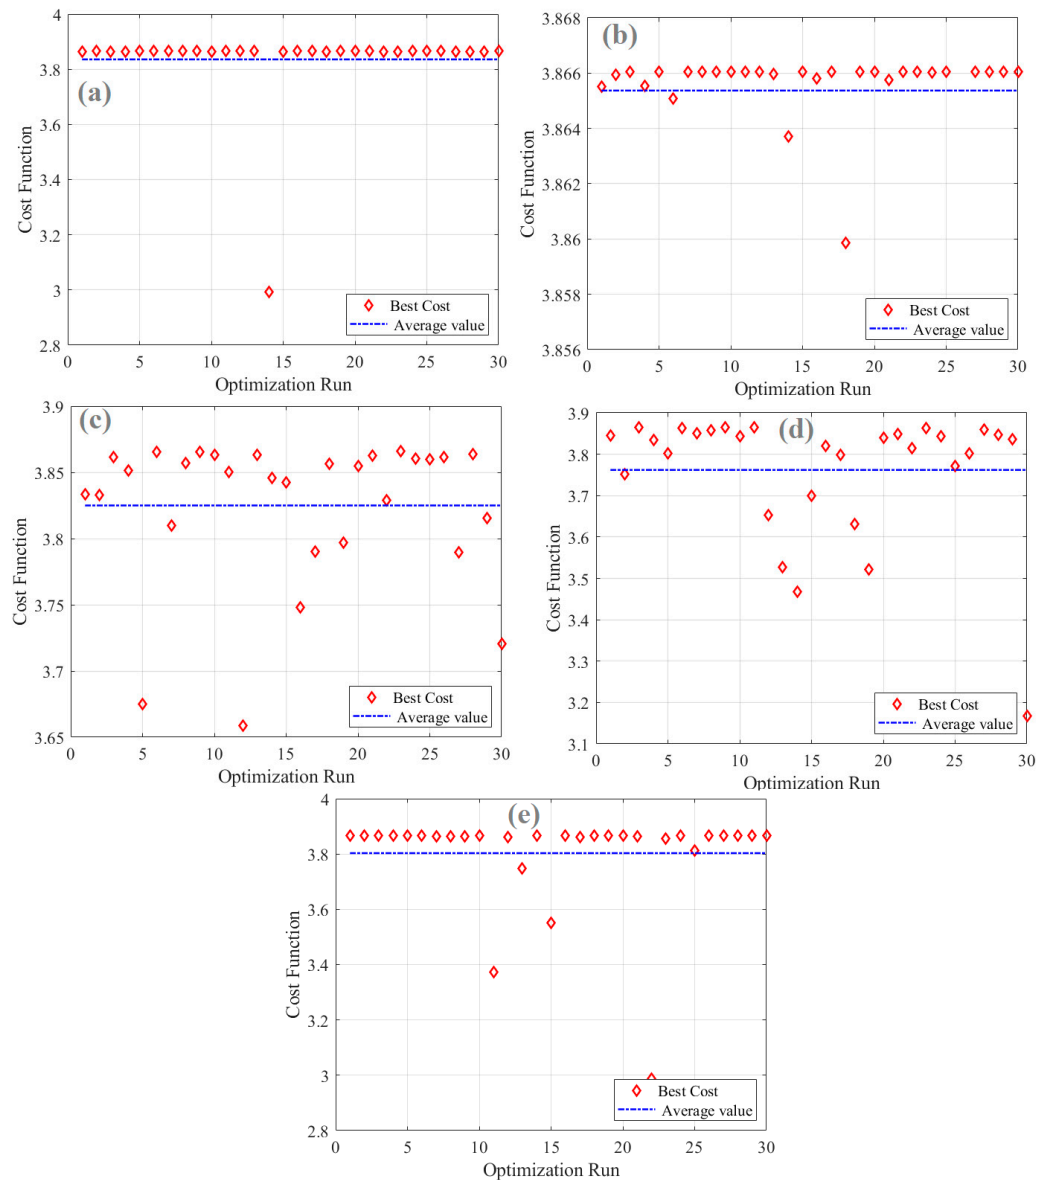 (a)
Cost Function
4
3.8
3.6
3.4
3.2
3
2.8
0 5 10 15 20 25 30
Optimization Run
Best Cost
Average value
(b)
Cost Function
3.868
3.866
3.864
3.862
3.86
3.858
3.856
0 5 10 15 20 25 30
Optimization Run
Best Cost
Average value
(c)
Cost Function
3.9
3.85
3.8
3.75
3.7
3.65
0 5 10 15 20 25 30
Optimization Run
Best Cost
Average value
(d)
Cost Function
3.9
3.8
3.7
3.6
3.5
3.4
3.3
3.2
3.1
0 5 10 15 20 25 30
Optimization Run
Best Cost
Average value
(e)
Cost Function
4
3.8
3.6
3.4
3.2
3
2.8
0 5 10 15 20 25 30
Optimization Run
Best Cost
Average value